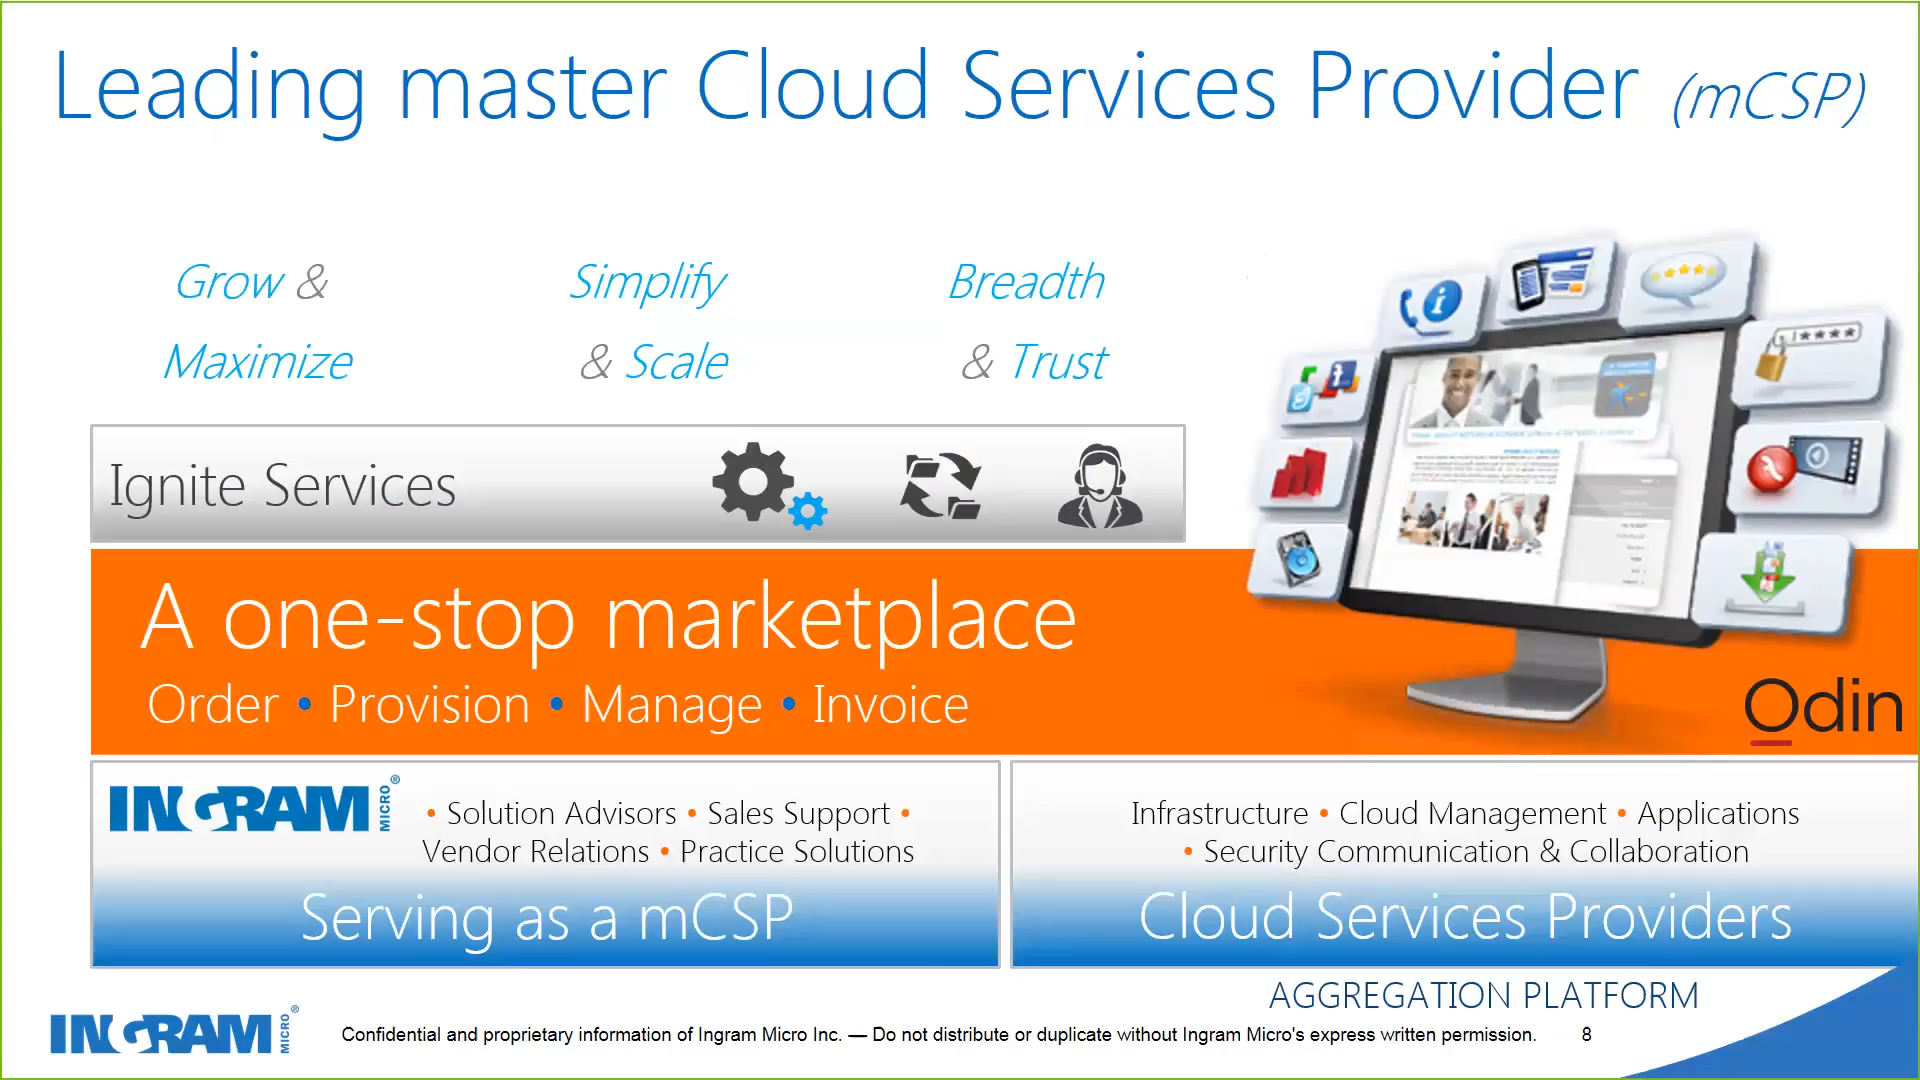 Leading master Cloud Services Provider (mCSP)
Grow &
Maximize
Simplify
& Scale
Breadth
& Trust
Ignite Services
A one-stop marketplace
Order • Provision • Manage • Invoice
Odin
INGRAM MICRO®
• Solution Advisors • Sales Support •
Vendor Relations • Practice Solutions
Serving as a mCSP
Infrastructure • Cloud Management • Applications
• Security Communication & Collaboration
Cloud Services Providers
AGGREGATION PLATFORM
INGRAM MICRO®
Confidential and proprietary information of Ingram Micro Inc. — Do not distribute or duplicate without Ingram Micro's express written permission. 8